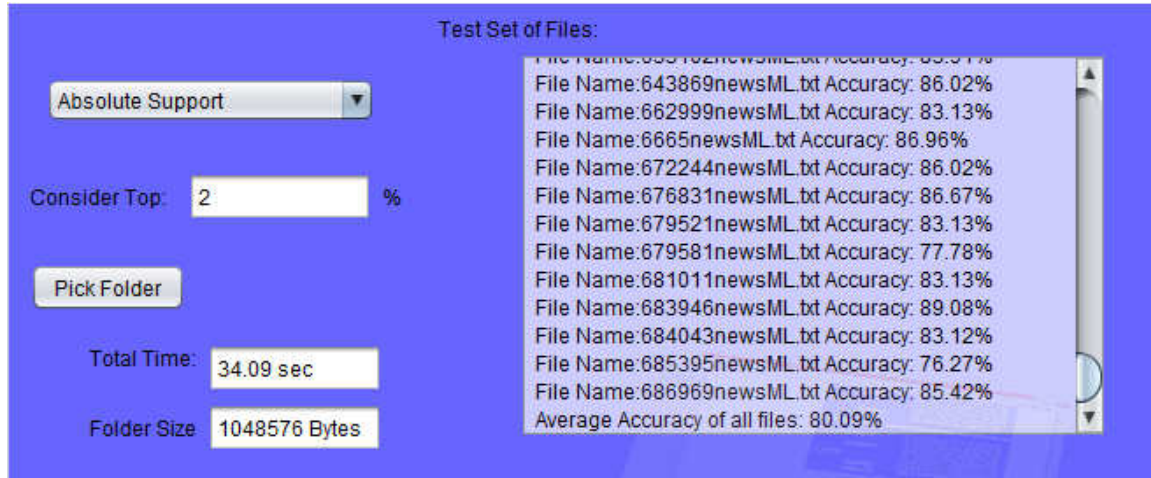 Test Set of Files:
Absolute Support
Consider Top: 2 %
Pick Folder
Total Time: 34.09 sec
Folder Size 1048576 Bytes
File Name:643869newsML.txt Accuracy: 86.02%
File Name:662999newsML.txt Accuracy: 83.13%
File Name:6665newsML.txt Accuracy: 86.96%
File Name:672244newsML.txt Accuracy: 86.02%
File Name:676831newsML.txt Accuracy: 86.67%
File Name:679521newsML.txt Accuracy: 83.13%
File Name:679581newsML.txt Accuracy: 77.78%
File Name:681011newsML.txt Accuracy: 83.13%
File Name:683946newsML.txt Accuracy: 89.08%
File Name:684043newsML.txt Accuracy: 83.12%
File Name:685395newsML.txt Accuracy: 76.27%
File Name:686969newsML.txt Accuracy: 85.42%
Average Accuracy of all files: 80.09%